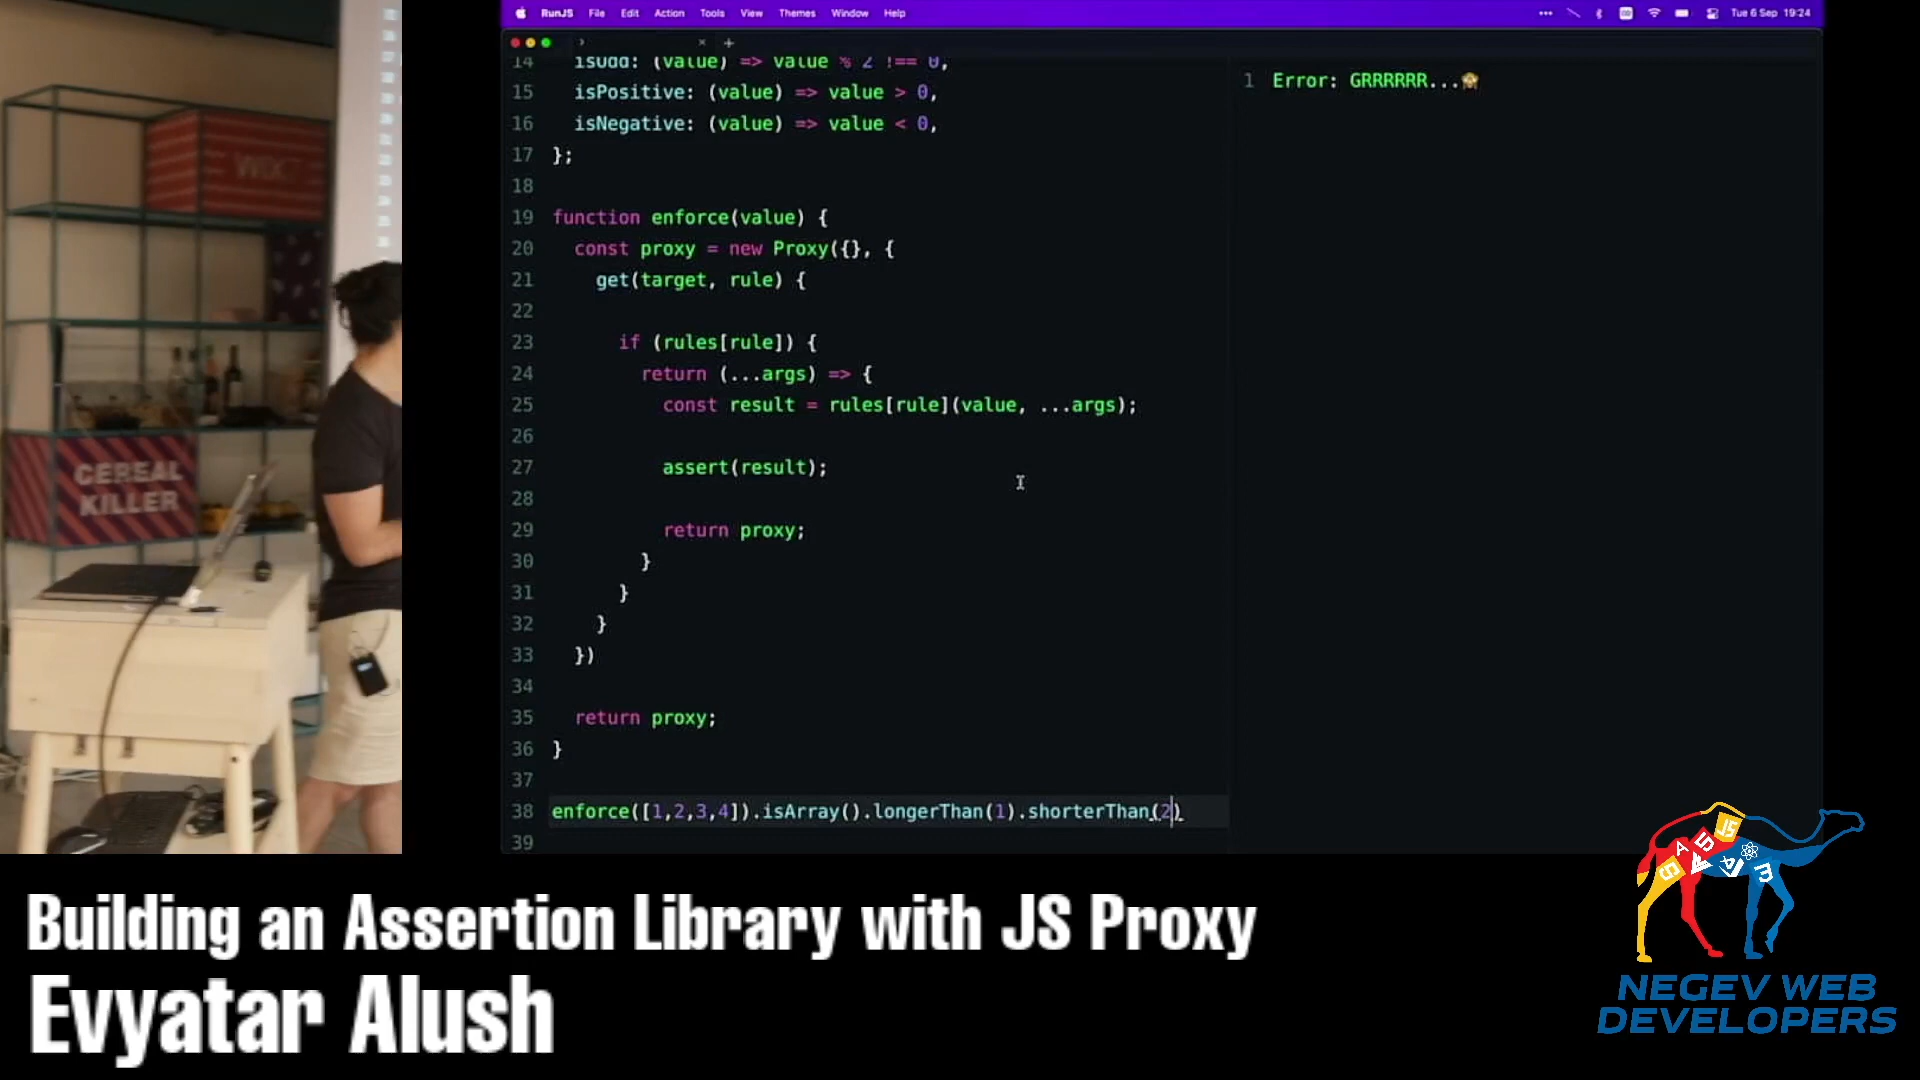 RunJS File Edit Action Tools View Themes Window Help
Tue 6 Sep 19:24
14 isOdd: (value) => value % 2 !== 0,
15 isPositive: (value) => value > 0,
16 isNegative: (value) => value < 0,
17 };
18
19 function enforce(value) {
20 const proxy = new Proxy({}, {
21 get(target, rule) {
22
23 if (rules[rule]) {
24 return (...args) => {
25 const result = rules[rule](value, ...args);
26
27 assert(result);
28
29 return proxy;
30 }
31 }
32 }
33 })
34
35 return proxy;
36 }
37
38 enforce([1,2,3,4]).isArray().longerThan(1).shorterThan(2)
39
1 Error: GRRRRRR...🙈
WIX
CEREAL
KILLER
Building an Assertion Library with JS Proxy
Evyatar Alush
JS
A
5
3
NEGEV WEB
DEVELOPERS